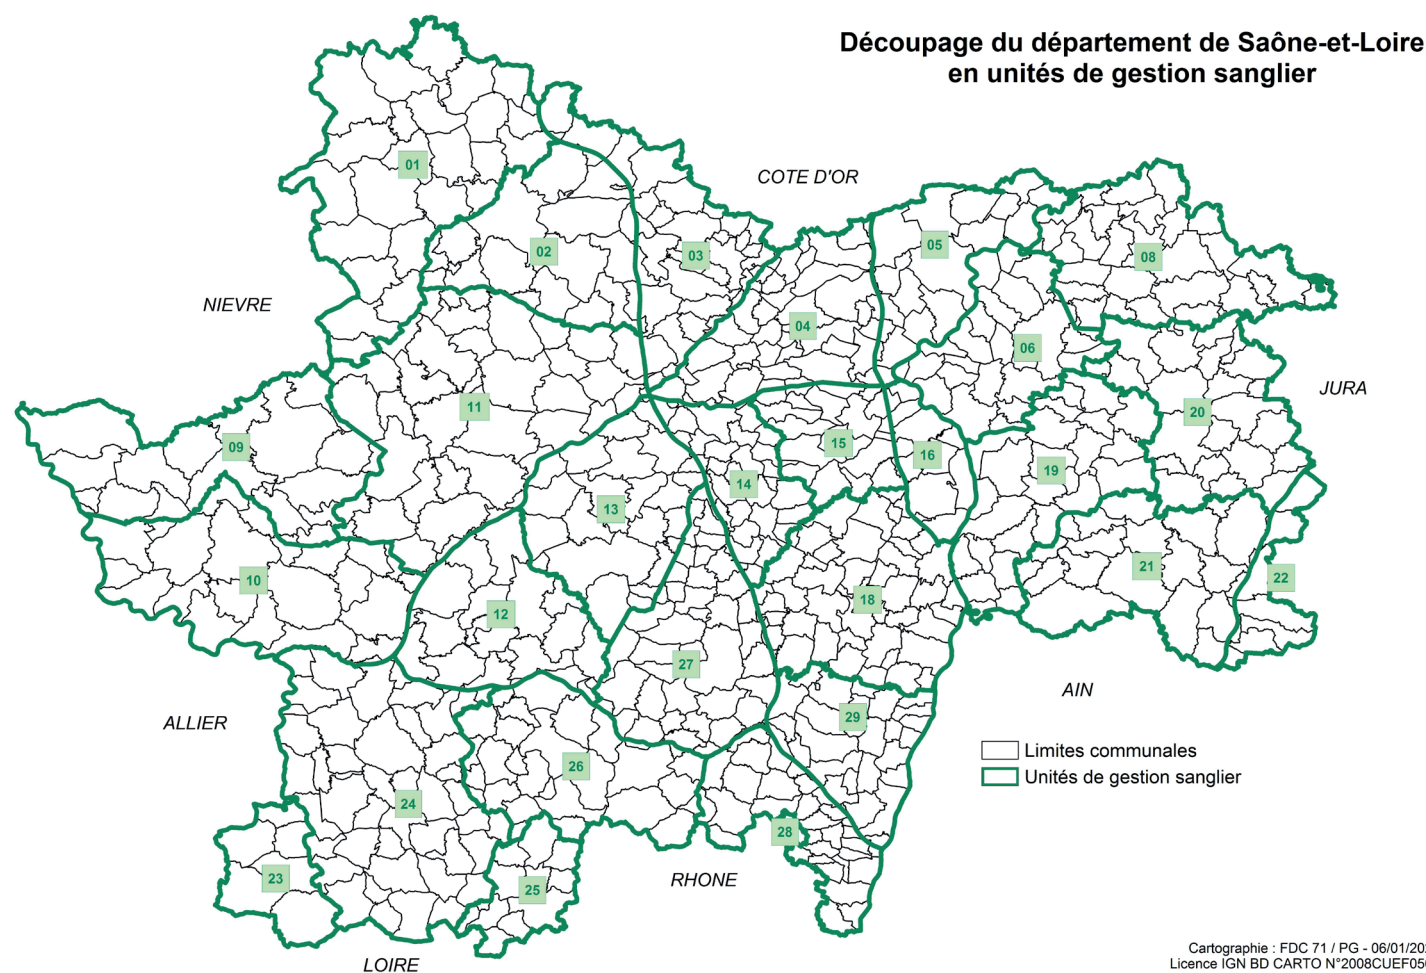 Découpage du département de Saône-et-Loire
en unités de gestion sanglier
COTE D'OR
01
02
03
05
08
NIEVRE
04
06
JURA
11
20
09
15
16
19
14
13
10
21
22
12
18
27
AIN
ALLIER
29
Limites communales
26
Unités de gestion sanglier
24
28
23
25
RHONE
LOIRE
Cartographie : FDC 71 / PG - 06/01/20
Licence IGN BD CARTO